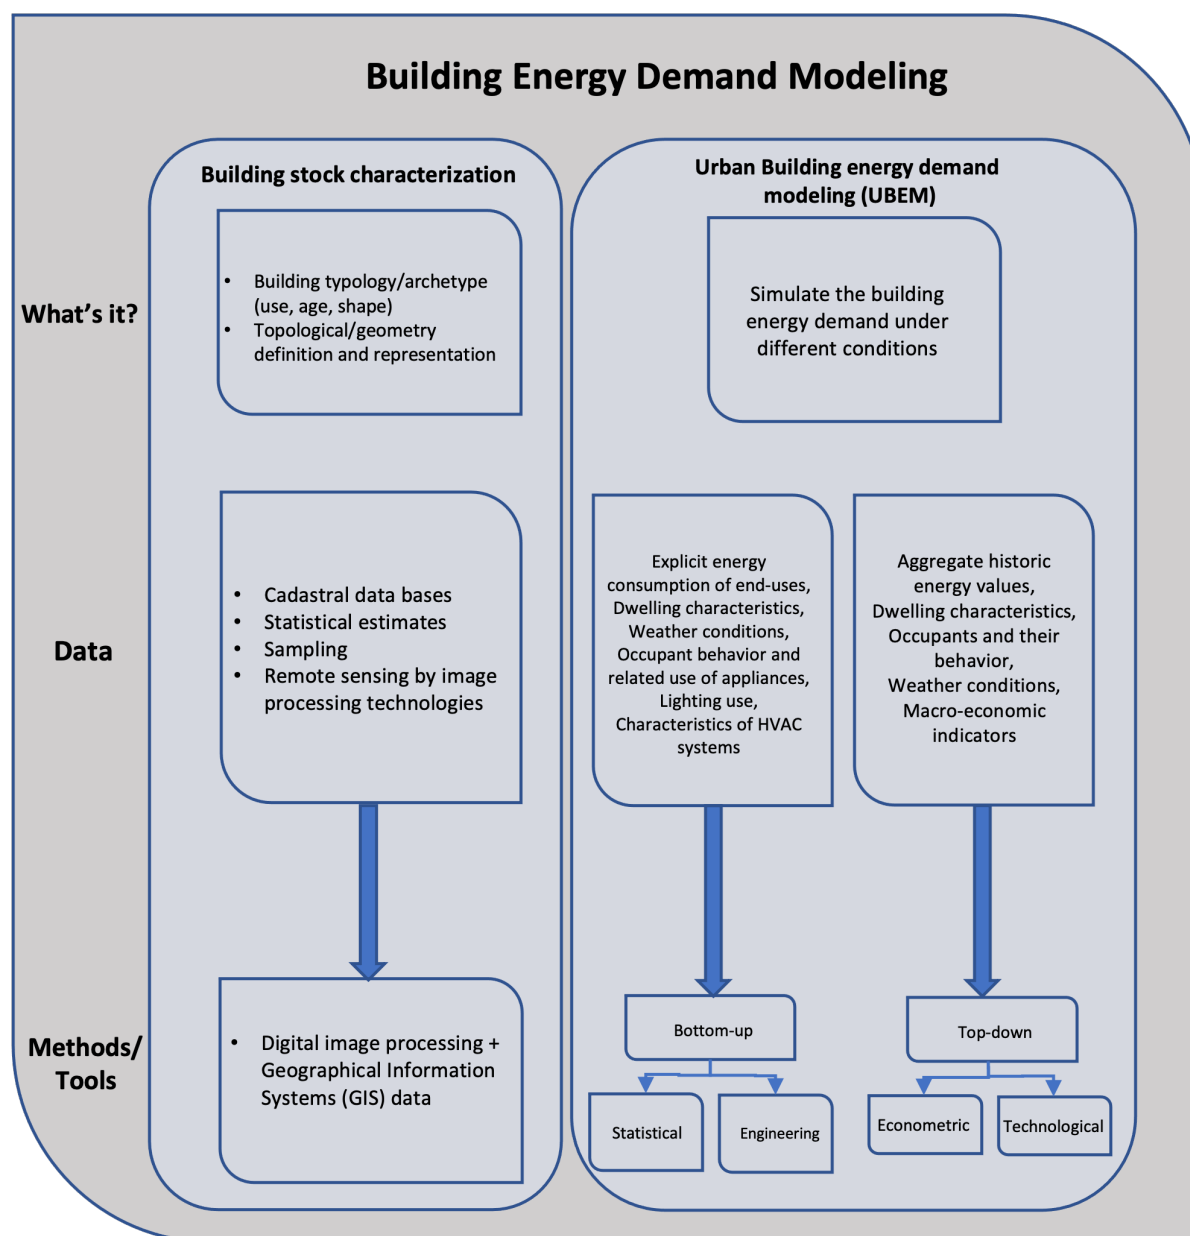 Building Energy Demand Modeling
Building stock characterization
Urban Building energy demand
modeling (UBEM)
What's it?
• Building typology/archetype
(use, age, shape)
• Topological/geometry
definition and representation
Simulate the building
energy demand under
different conditions
Data
• Cadastral data bases
• Statistical estimates
• Sampling
• Remote sensing by image
processing technologies
Explicit energy
consumption of end-uses,
Dwelling characteristics,
Weather conditions,
Occupant behavior and
related use of appliances,
Lighting use,
Characteristics of HVAC
systems
Aggregate historic
energy values,
Dwelling characteristics,
Occupants and their
behavior,
Weather conditions,
Macro-economic
indicators
Methods/
Tools
• Digital image processing +
Geographical Information
Systems (GIS) data
Bottom-up
Statistical
Engineering
Top-down
Econometric
Technological